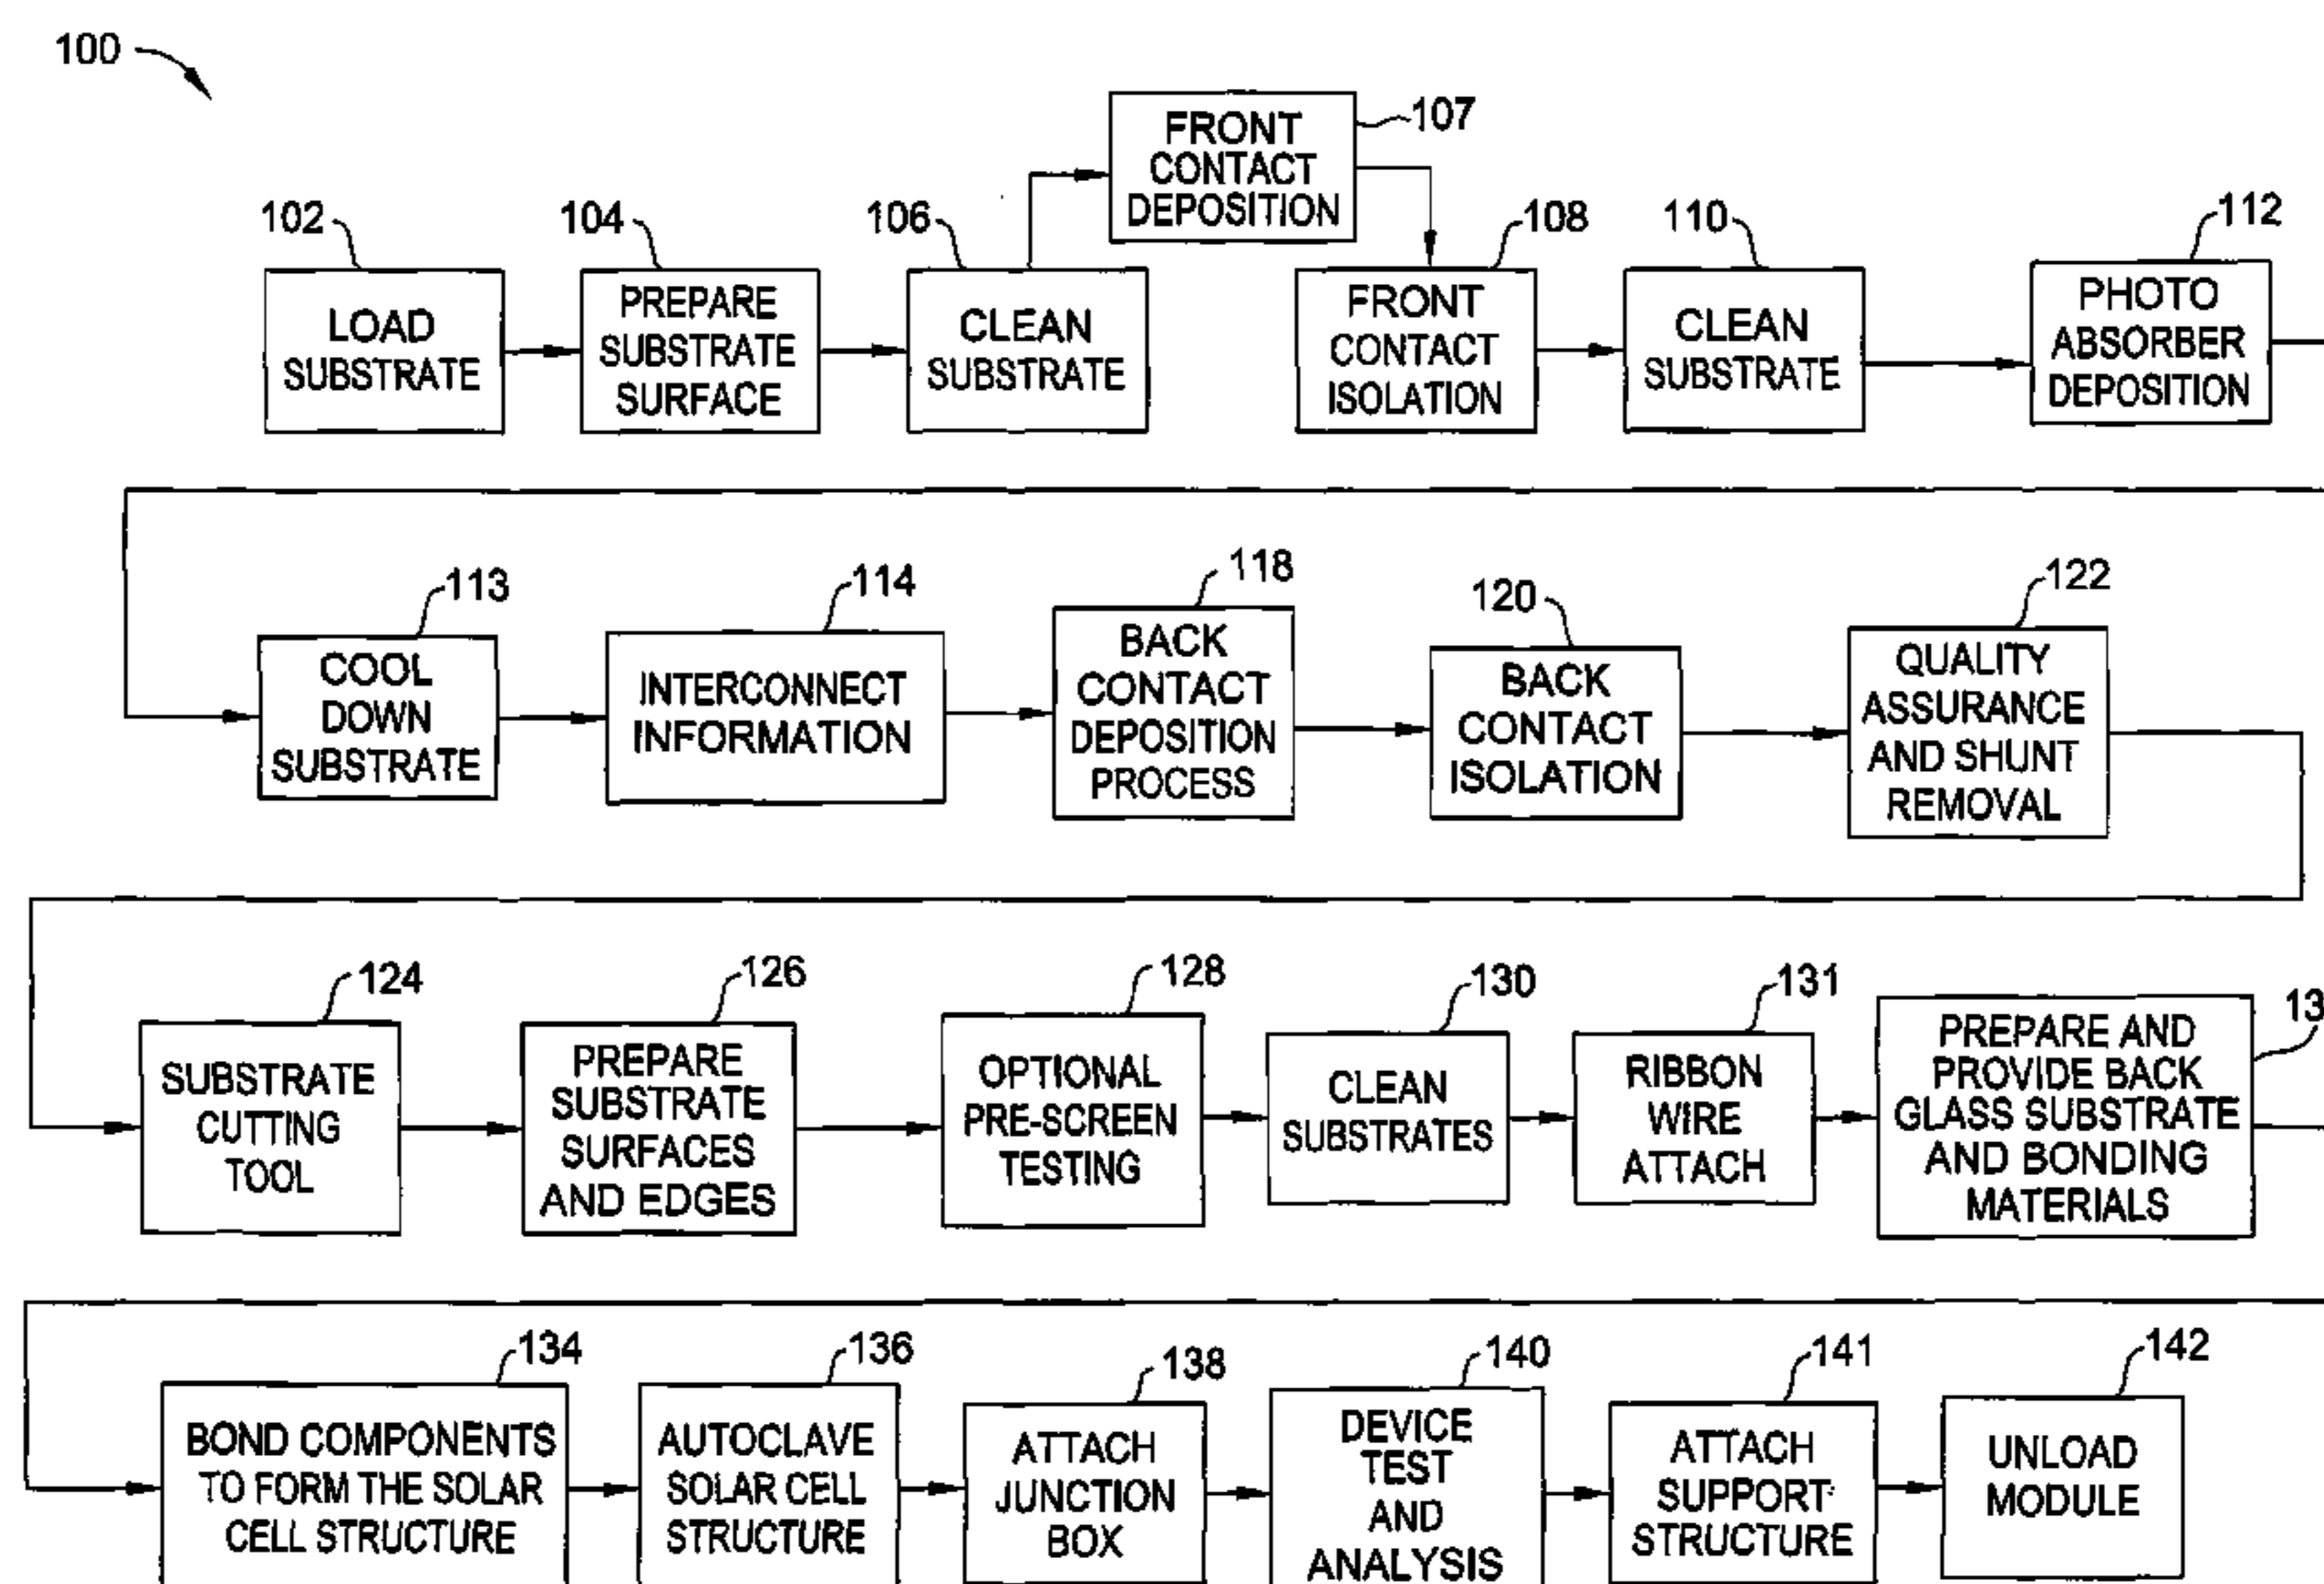 100
107
FRONT
CONTACT
DEPOSITION
102
LOAD
SUBSTRATE
104
PREPARE
SUBSTRATE
SURFACE
106
CLEAN
SUBSTRATE
108
FRONT
CONTACT
ISOLATION
110
CLEAN
SUBSTRATE
112
PHOTO
ABSORBER
DEPOSITION
113
COOL
DOWN
SUBSTRATE
114
INTERCONNECT
INFORMATION
118
BACK
CONTACT
DEPOSITION
PROCESS
120
BACK
CONTACT
ISOLATION
122
QUALITY
ASSURANCE
AND SHUNT
REMOVAL
124
SUBSTRATE
CUTTING
TOOL
126
PREPARE
SUBSTRATE
SURFACES
AND EDGES
128
OPTIONAL
PRE-SCREEN
TESTING
130
CLEAN
SUBSTRATES
131
RIBBON
WIRE
ATTACH
PREPARE AND
PROVIDE BACK
GLASS SUBSTRATE
AND BONDING
MATERIALS
134
BOND COMPONENTS
TO FORM THE SOLAR
CELL STRUCTURE
136
AUTOCLAVE
SOLAR CELL
STRUCTURE
138
ATTACH
JUNCTION
BOX
140
DEVICE
TEST
AND
ANALYSIS
141
ATTACH
SUPPORT
STRUCTURE
142
UNLOAD
MODULE